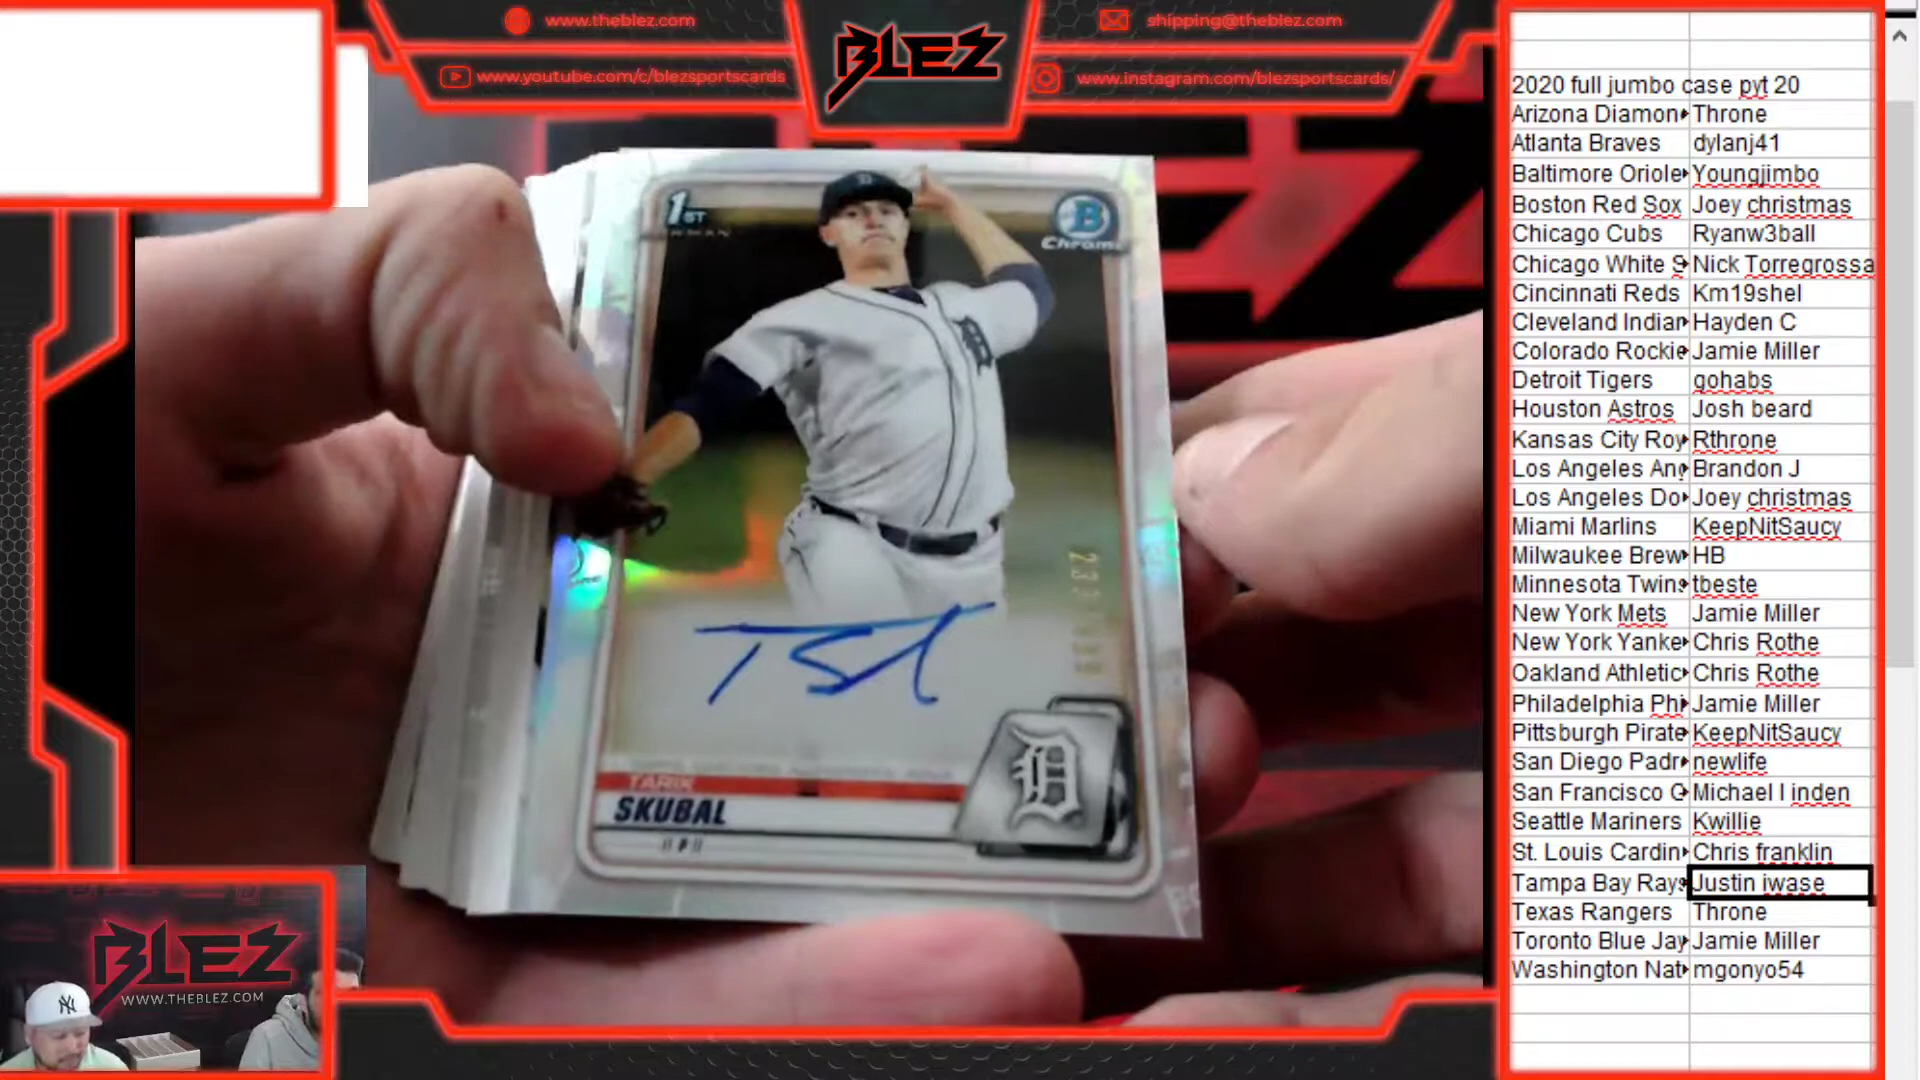 www.theblez.com
shipping@theblez.com
BLEZ
www.youtube.com/c/blezsportscards
www.instagram.com/blezsportscards/
2020 full jumbo case pyt 20
Arizona Diamon Throne
Atlanta Braves dylanj41
Baltimore Oriole Youngjimbo
Boston Red Sox Joey christmas
Chicago Cubs Ryanw3ball
Chicago White S Nick Torregrossa
Cincinnati Reds Km19shel
Cleveland Indian Hayden C
Colorado Rockie Jamie Miller
Detroit Tigers gohabs
Houston Astros Josh beard
Kansas City Roy Rthrone
Los Angeles Ang Brandon J
Los Angeles Do Joey christmas
Miami Marlins KeepNitSaucy
Milwaukee Brew HB
Minnesota Twins tbeste
New York Mets Jamie Miller
New York Yanke Chris Rothe
Oakland Athletic Chris Rothe
Philadelphia Phi Jamie Miller
Pittsburgh Pirate KeepNitSaucy
San Diego Padr newlife
San Francisco G Michael l inden
Seattle Mariners Kwillie
St. Louis Cardin Chris franklin
Tampa Bay Rays Justin iwase
Texas Rangers Throne
Toronto Blue Jay Jamie Miller
Washington Nat mgonyo54
1ST
B
Chrome
D
TARIK
SKUBAL
P
BLEZ
WWW.THEBLEZ.COM
NY